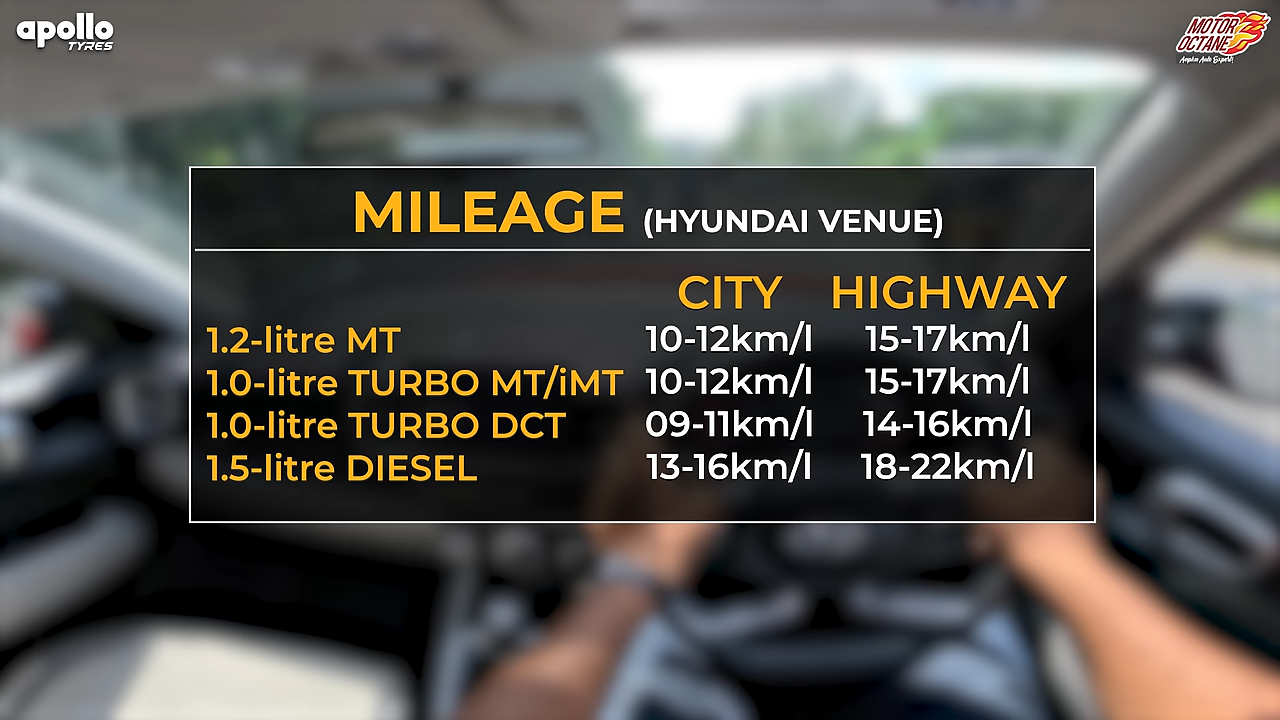 apollo
TYRES
MOTOR
OCTANE
MILEAGE (HYUNDAI VENUE)
CITY HIGHWAY
1.2-litre MT 10-12km/l 15-17km/l
1.0-litre TURBO MT/iMT 10-12km/l 15-17km/l
1.0-litre TURBO DCT 09-11km/l 14-16km/l
1.5-litre DIESEL 13-16km/l 18-22km/l